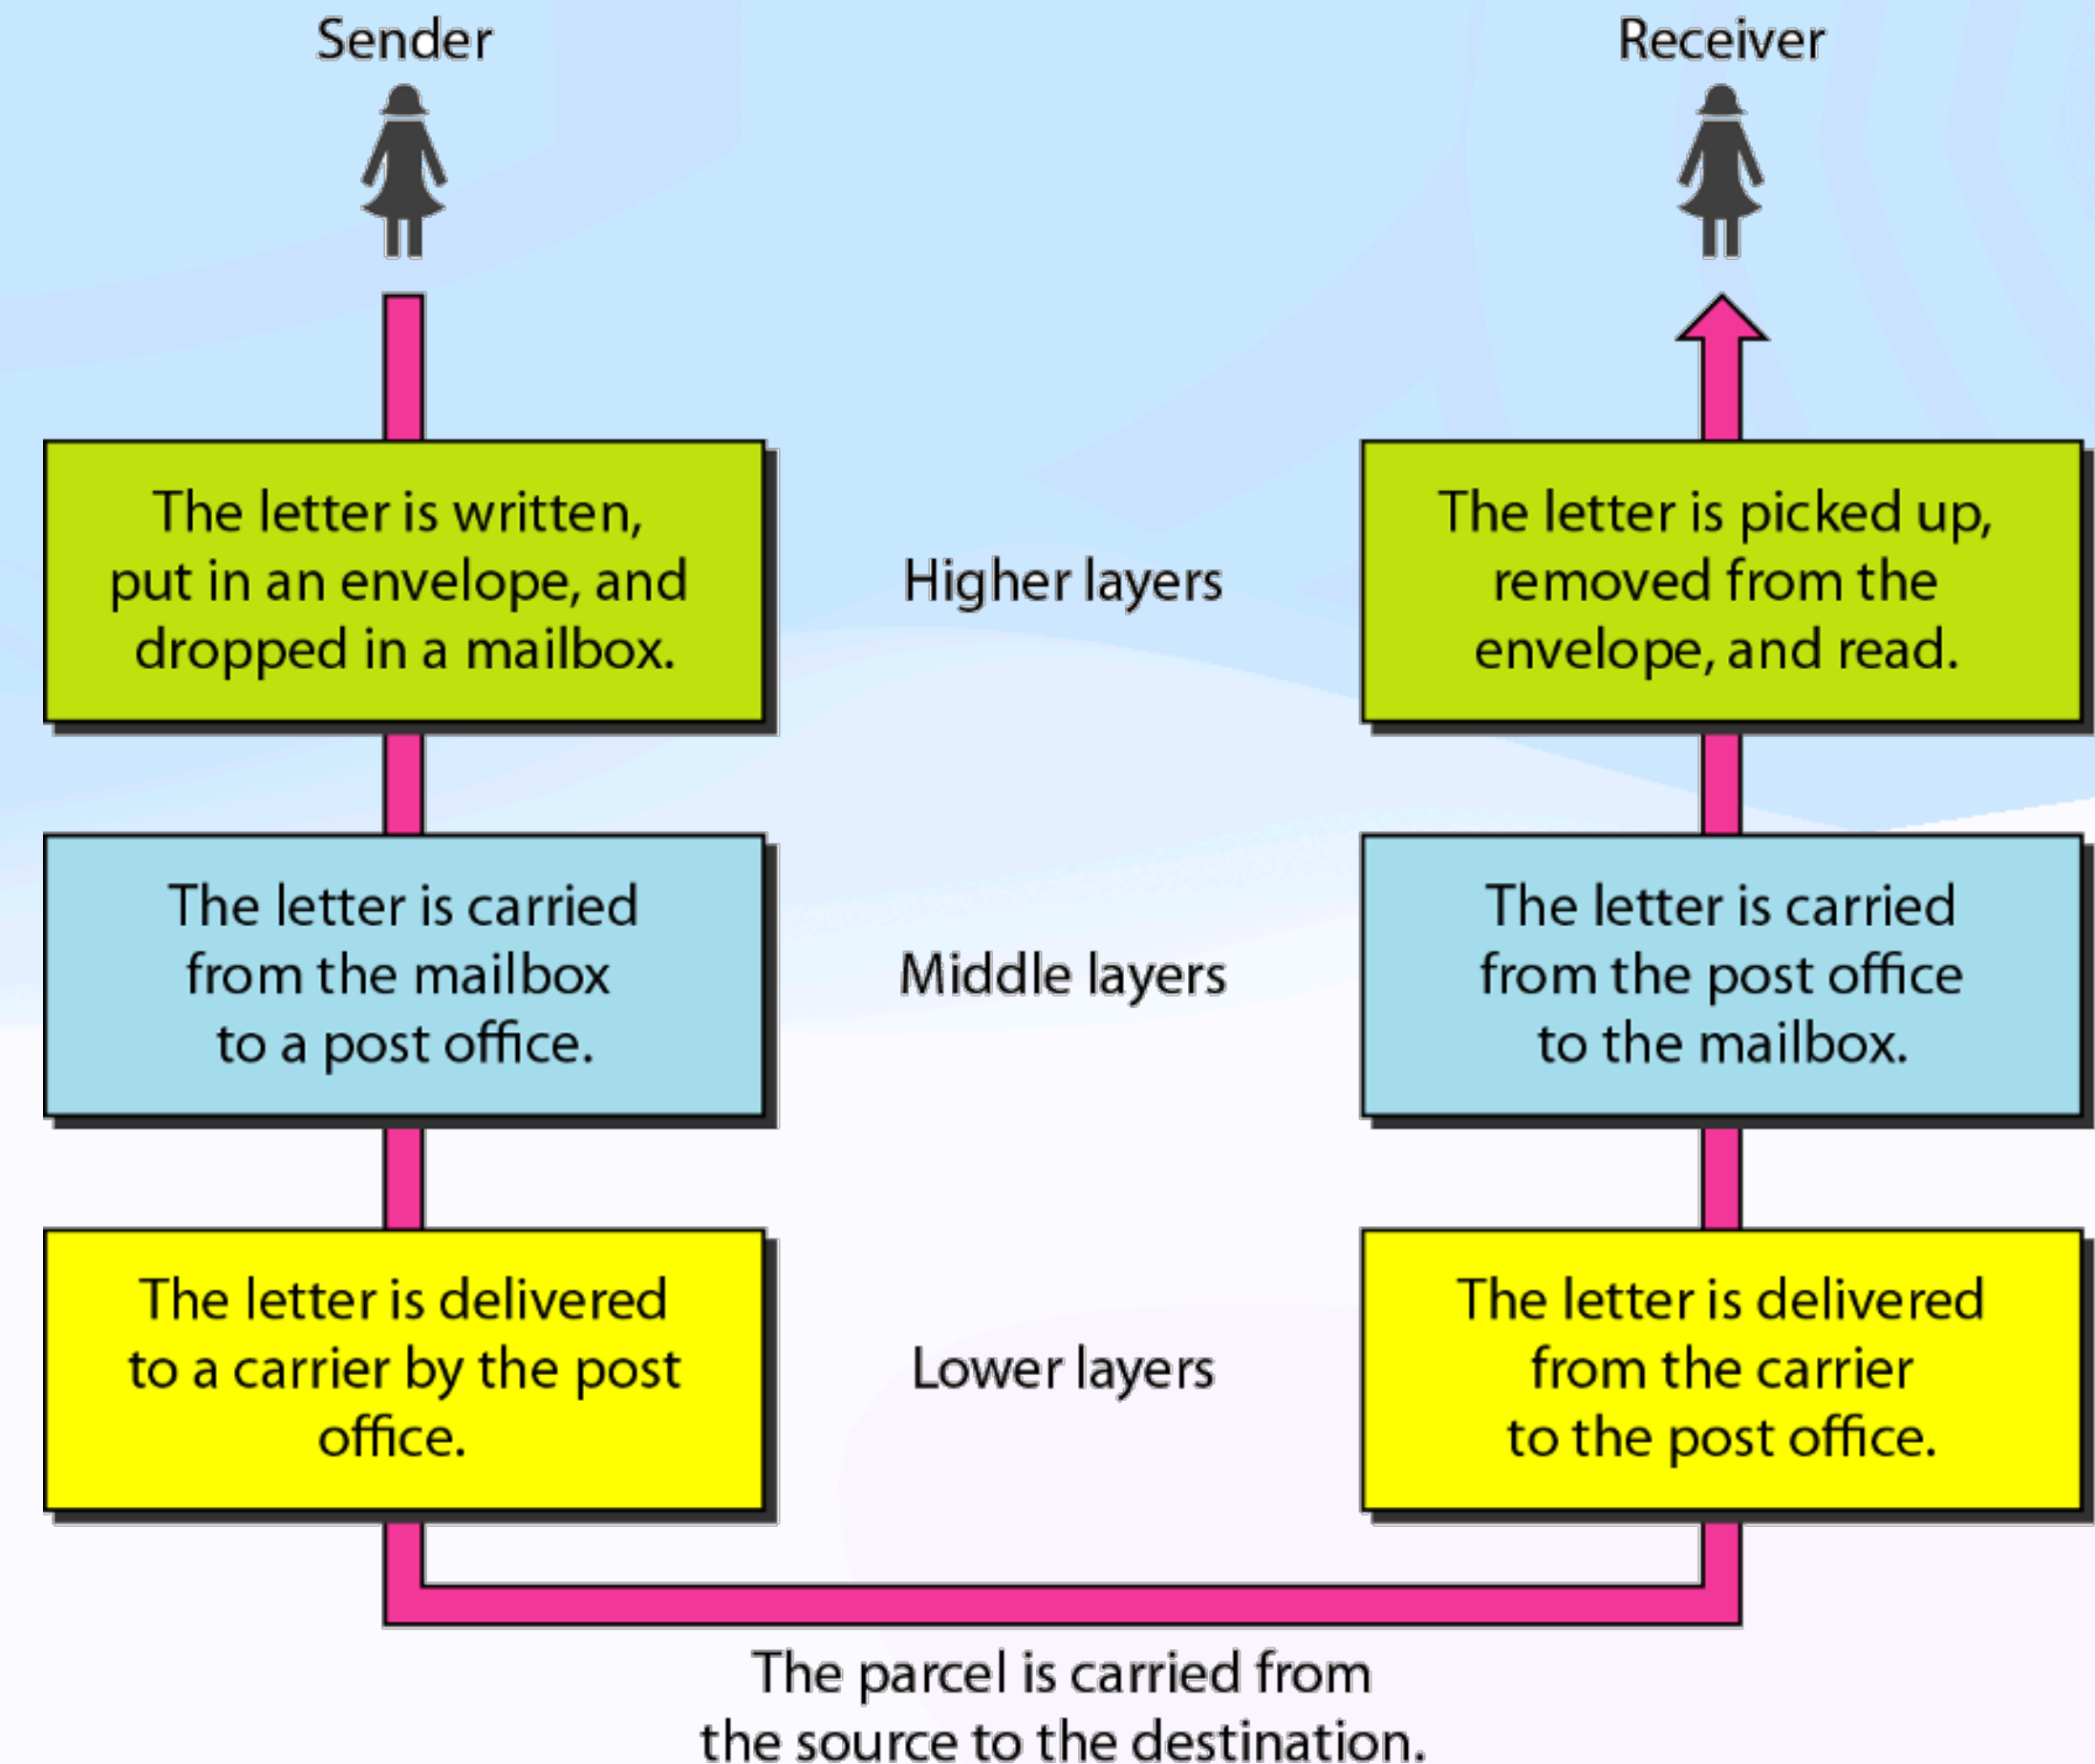 Sender
Receiver
The letter is written,
put in an envelope, and
dropped in a mailbox.
Higher layers
The letter is picked up,
removed from the
envelope, and read.
The letter is carried
from the mailbox
to a post office.
Middle layers
The letter is carried
from the post office
to the mailbox.
The letter is delivered
to a carrier by the post
office.
Lower layers
The letter is delivered
from the carrier
to the post office.
The parcel is carried from
the source to the destination.